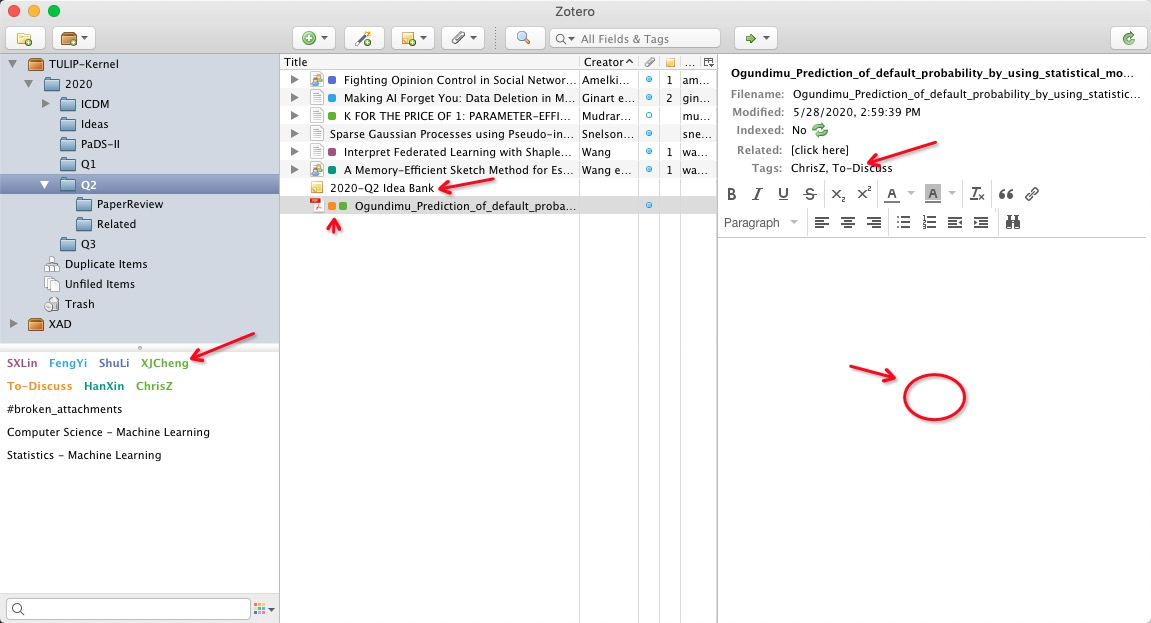 Zotero
All Fields & Tags
TULIP-Kernel
2020
ICDM
Ideas
PaDS-II
Q1
Q2
PaperReview
Related
Q3
Duplicate Items
Unfiled Items
Trash
XAD
SXLin FengYi ShuLi XJCheng
To-Discuss HanXin ChrisZ
#broken_attachments
Computer Science - Machine Learning
Statistics - Machine Learning
Title Creator ...
Fighting Opinion Control in Social Networ... Amelki... 1 am...
Making AI Forget You: Data Deletion in M... Ginart e... 2 gin...
K FOR THE PRICE OF 1: PARAMETER-EFFI... Mudrar... mu...
Sparse Gaussian Processes using Pseudo-in... Snelson... sne...
Interpret Federated Learning with Shaple... Wang 1 wa...
A Memory-Efficient Sketch Method for Es... Wang e... 1 wa...
2020-Q2 Idea Bank
Ogundimu_Prediction_of_default_proba...
Ogundimu_Prediction_of_default_probability_by_using_statistical_mo...
Filename: Ogundimu_Prediction_of_default_probability_by_using_statistic...
Modified: 5/28/2020, 2:59:39 PM
Indexed: No
Related: [click here]
Tags: ChrisZ, To-Discuss
B I U S X₂ X² A A Tx
Paragraph